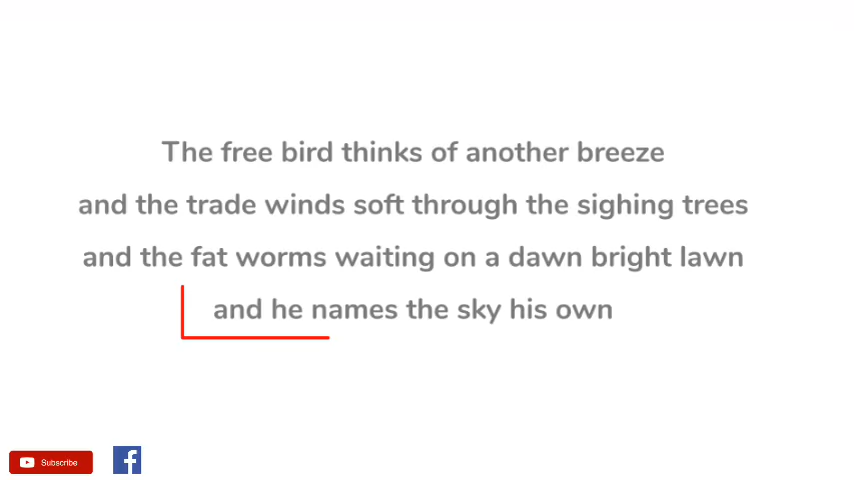 The free bird thinks of another breeze
and the trade winds soft through the sighing trees
and the fat worms waiting on a dawn bright lawn
and he names the sky his own
Subscribe
f